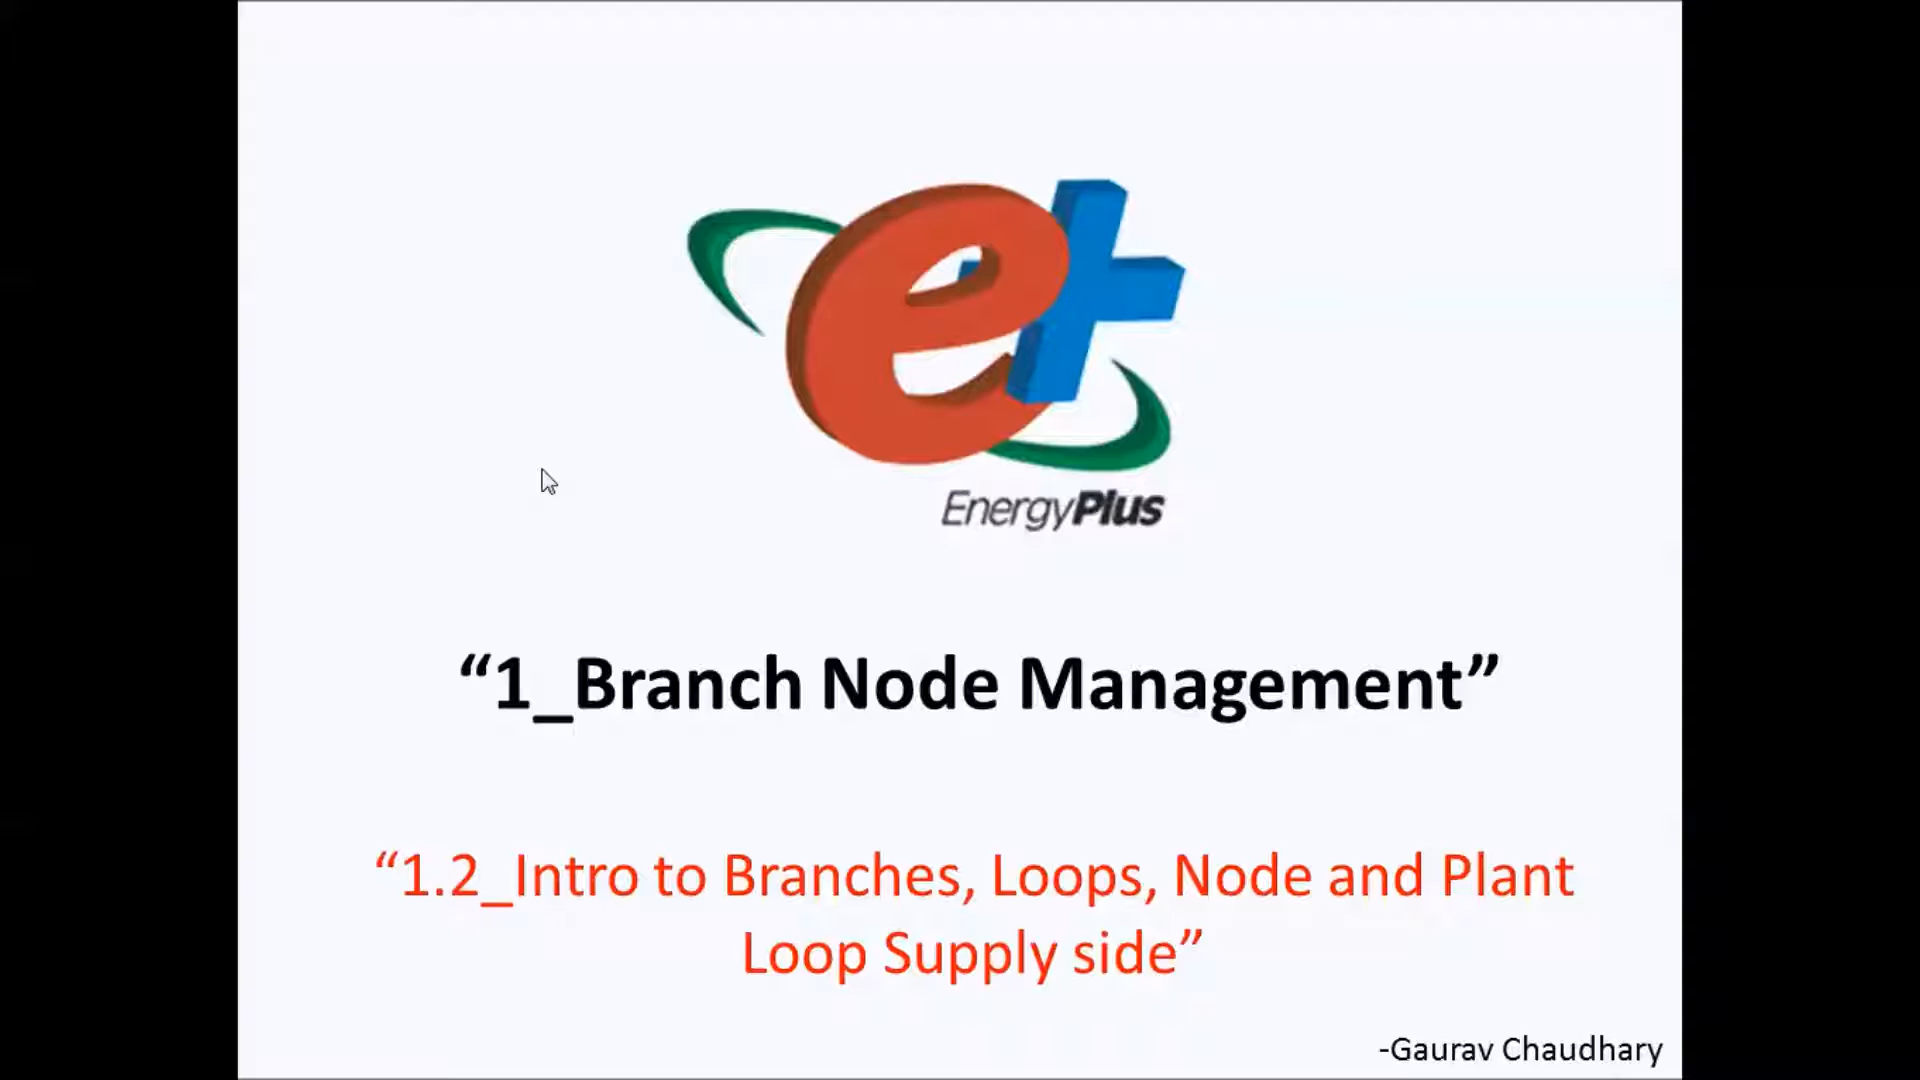 e+
EnergyPlus
“1_Branch Node Management”
“1.2_Intro to Branches, Loops, Node and Plant
Loop Supply side”
-Gaurav Chaudhary